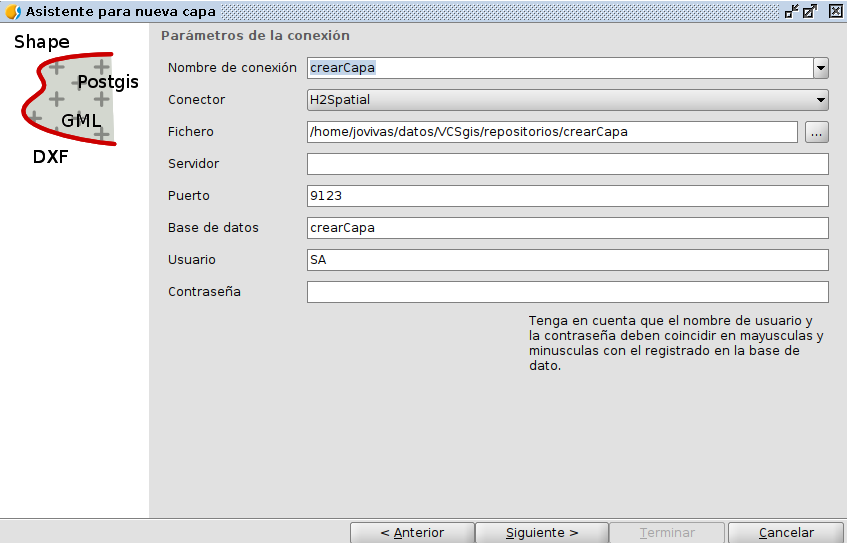 Asistente para nueva capa
Shape
Postgis
GML
DXF
Parámetros de la conexión
Nombre de conexión crearCapa
Conector H2Spatial
Fichero /home/jovivas/datos/VCSgis/repositorios/crearCapa ...
Servidor
Puerto 9123
Base de datos crearCapa
Usuario SA
Contraseña
Tenga en cuenta que el nombre de usuario y
la contraseña deben coincidir en mayusculas y
minusculas con el registrado en la base de
dato.
< Anterior Siguiente > Terminar Cancelar